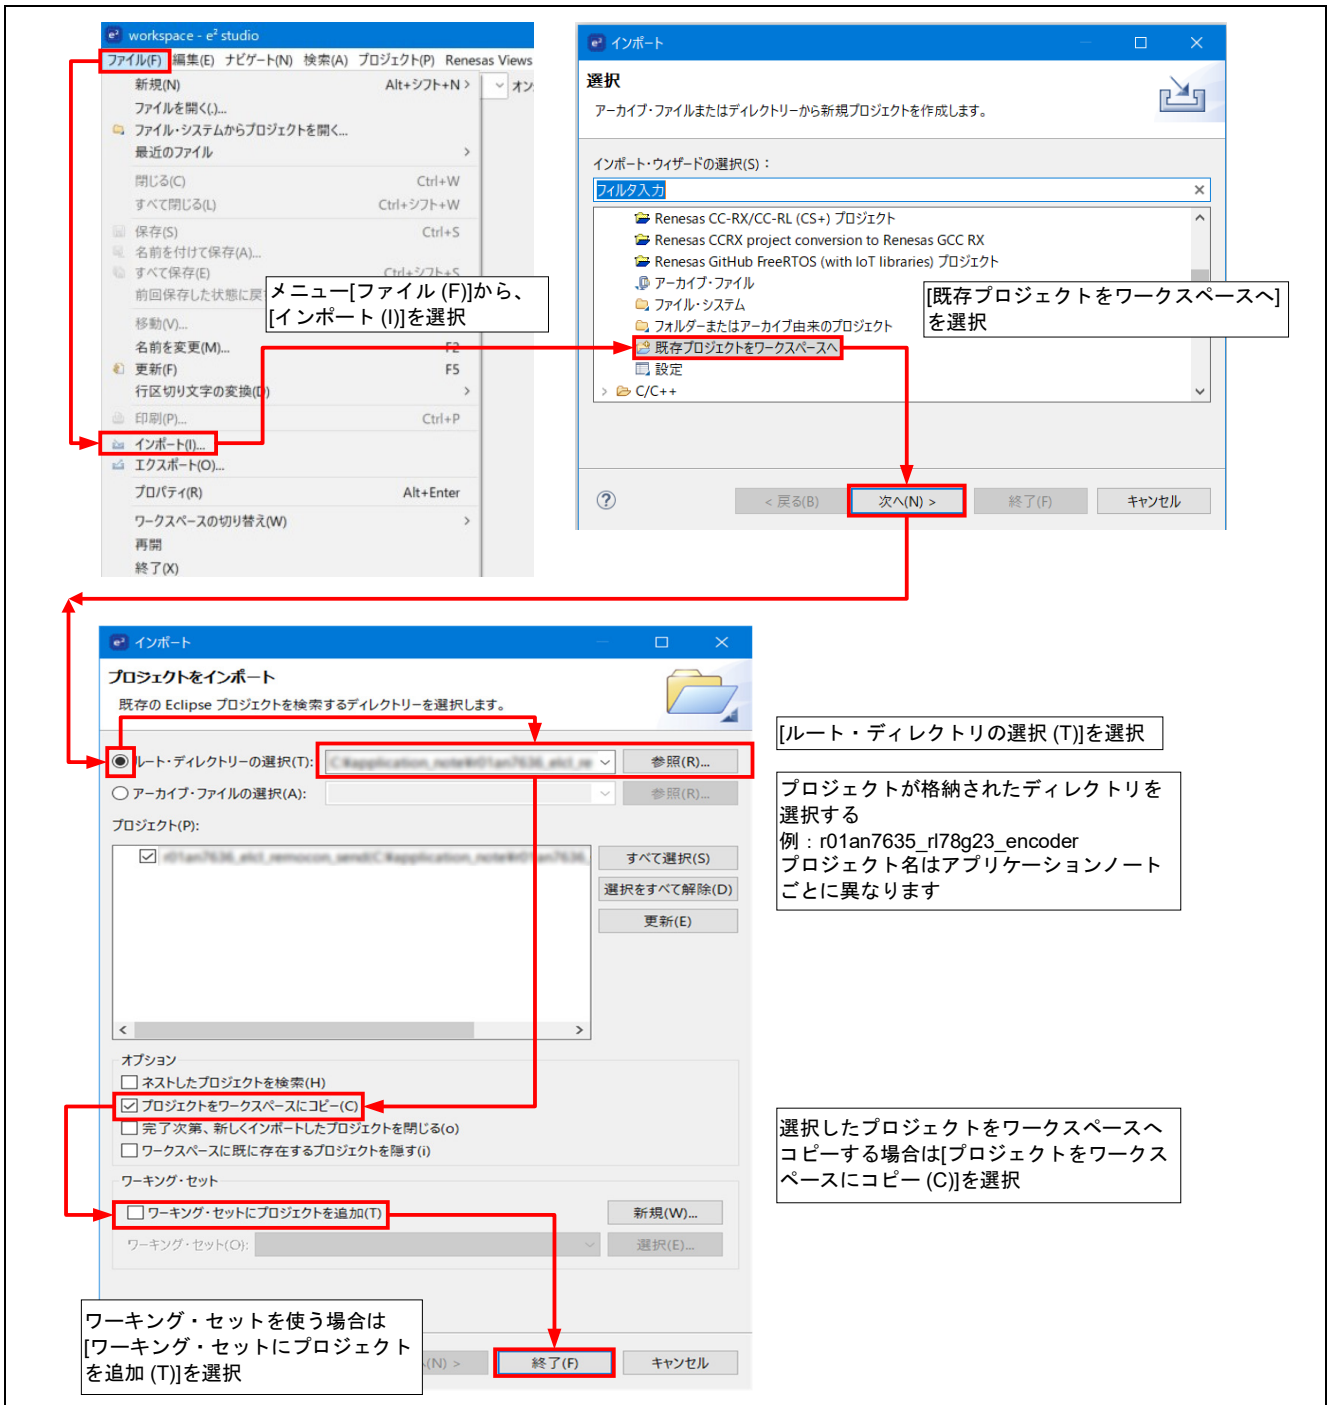 workspace - e² studio
ファイル(F) 編集(E) ナビゲート(N) 検索(A) プロジェクト(P) Renesas Views
新規(N) Alt+シフト+N >
オン
ファイルを開く(.)...
ファイル・システムからプロジェクトを開く...
最近のファイル >
閉じる(C) Ctrl+W
すべて閉じる(L) Ctrl+シフト+W
保存(S) Ctrl+S
名前を付けて保存(A)...
すべて保存(E) Ctrl+シフト+S
前回保存した状態に戻
メニュー[ファイル (F)]から、
[インポート (I)]を選択
移動(V)...
名前を変更(M)... F2
更新(F) F5
行区切り文字の変換(D) >
印刷(P)... Ctrl+P
インポート(I)...
エクスポート(O)...
プロパティ(R) Alt+Enter
ワークスペースの切り替え(W) >
再開
終了(X)
インポート
選択
アーカイブ・ファイルまたはディレクトリーから新規プロジェクトを作成します。
インポート・ウィザードの選択(S)：
フィルタ入力
Renesas CC-RX/CC-RL (CS+) プロジェクト
Renesas CCRX project conversion to Renesas GCC RX
Renesas GitHub FreeRTOS (with IoT libraries) プロジェクト
アーカイブ・ファイル
ファイル・システム
フォルダーまたはアーカイブ由来のプロジェクト
既存プロジェクトをワークスペースへ
設定
> C/C++
[既存プロジェクトをワークスペースへ]
を選択
< 戻る(B) 次へ(N) > 終了(F) キャンセル
インポート
プロジェクトをインポート
既存の Eclipse プロジェクトを検索するディレクトリーを選択します。
ルート・ディレクトリーの選択(T): 参照(R)...
アーカイブ・ファイルの選択(A): 参照(R)...
プロジェクト(P):
すべて選択(S)
選択をすべて解除(D)
更新(E)
オプション
ネストしたプロジェクトを検索(H)
プロジェクトをワークスペースにコピー(C)
完了次第、新しくインポートしたプロジェクトを閉じる(o)
ワークスペースに既に存在するプロジェクトを隠す(i)
ワーキング・セット
ワーキング・セットにプロジェクトを追加(T) 新規(W)...
ワーキング・セット(O): 選択(E)...
(N) > 終了(F) キャンセル
[ルート・ディレクトリの選択 (T)]を選択
プロジェクトが格納されたディレクトリを
選択する
例：r01an7635_rl78g23_encoder
プロジェクト名はアプリケーションノート
ごとに異なります
選択したプロジェクトをワークスペースへ
コピーする場合は[プロジェクトをワークス
ペースにコピー (C)]を選択
ワーキング・セットを使う場合は
[ワーキング・セットにプロジェクト
を追加 (T)]を選択